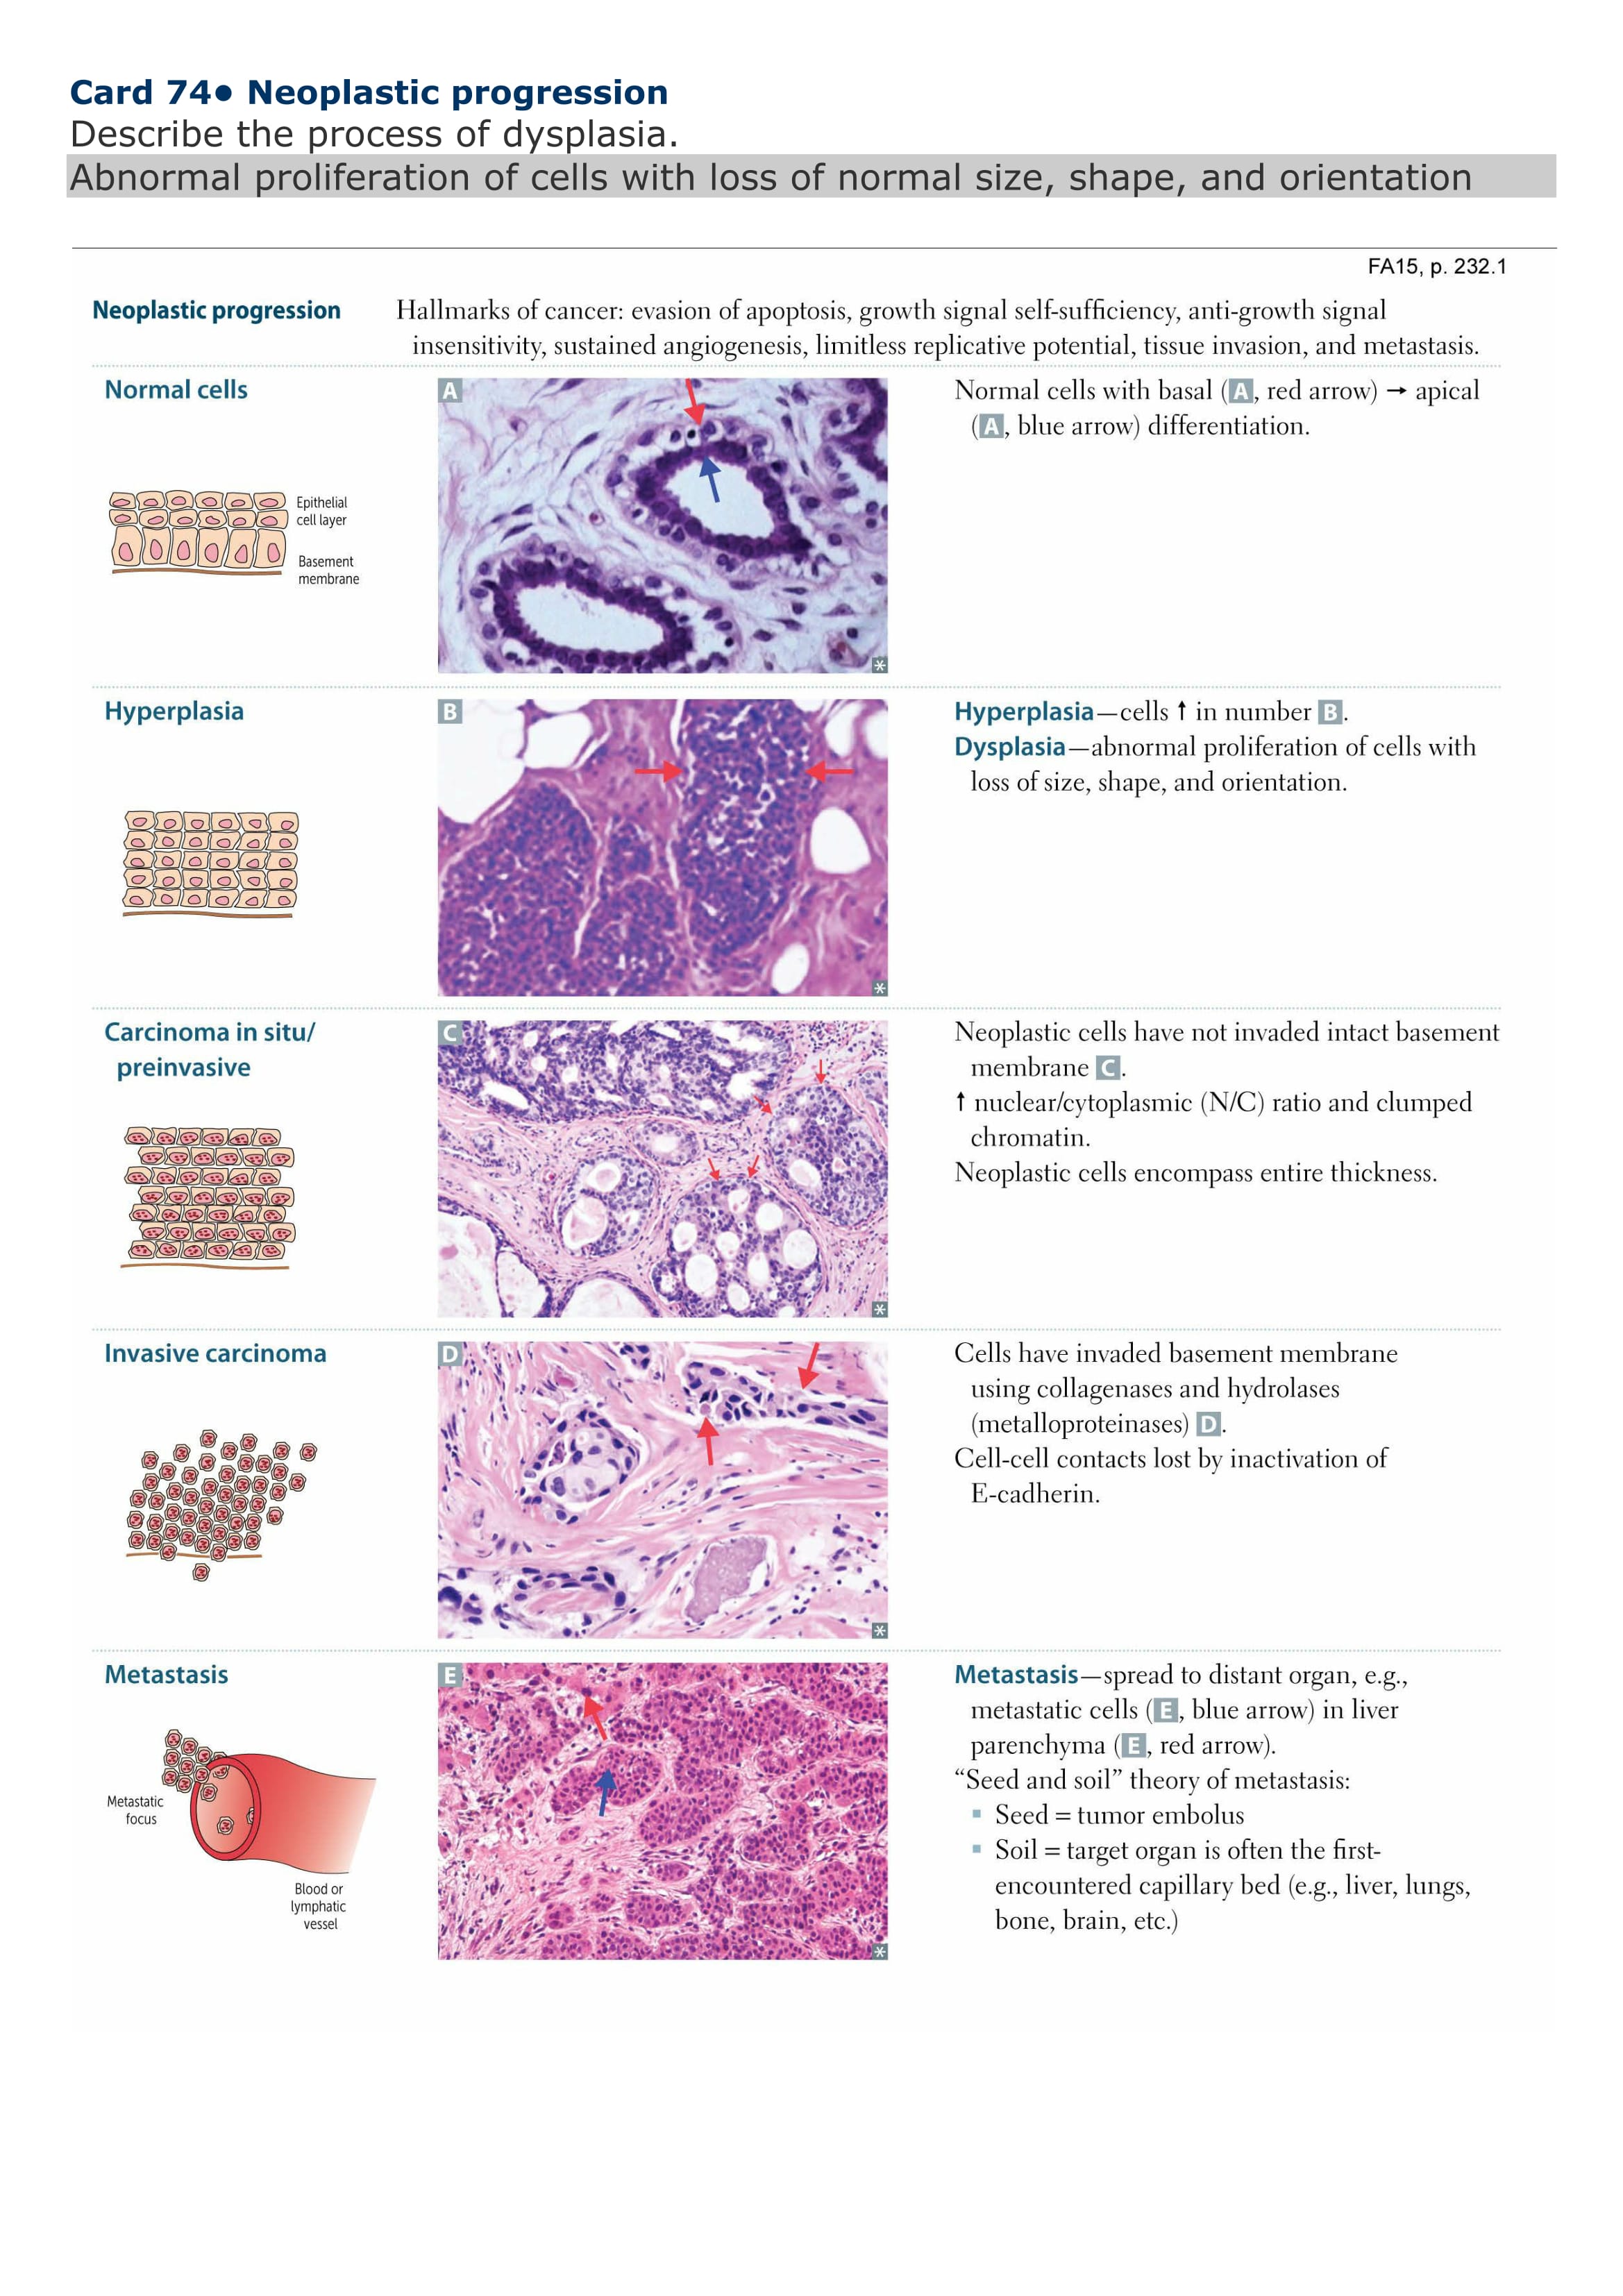 Card 74● Neoplastic progression
Describe the process of dysplasia.
Abnormal proliferation of cells with loss of normal size, shape, and orientation
FA15, p. 232.1
Neoplastic progression
Hallmarks of cancer: evasion of apoptosis, growth signal self-sufficiency, anti-growth signal
insensitivity, sustained angiogenesis, limitless replicative potential, tissue invasion, and metastasis.
Normal cells
Epithelial
cell layer
Basement
membrane
A
*
Normal cells with basal (A, red arrow) → apical
(A, blue arrow) differentiation.
Hyperplasia
B
*
Hyperplasia—cells ↑ in number B.
Dysplasia—abnormal proliferation of cells with
loss of size, shape, and orientation.
Carcinoma in situ/
preinvasive
C
*
Neoplastic cells have not invaded intact basement
membrane C.
↑ nuclear/cytoplasmic (N/C) ratio and clumped
chromatin.
Neoplastic cells encompass entire thickness.
Invasive carcinoma
D
*
Cells have invaded basement membrane
using collagenases and hydrolases
(metalloproteinases) D.
Cell-cell contacts lost by inactivation of
E-cadherin.
Metastasis
Metastatic
focus
Blood or
lymphatic
vessel
E
*
Metastasis—spread to distant organ, e.g.,
metastatic cells (E, blue arrow) in liver
parenchyma (E, red arrow).
“Seed and soil” theory of metastasis:
▪ Seed = tumor embolus
▪ Soil = target organ is often the first-
encountered capillary bed (e.g., liver, lungs,
bone, brain, etc.)